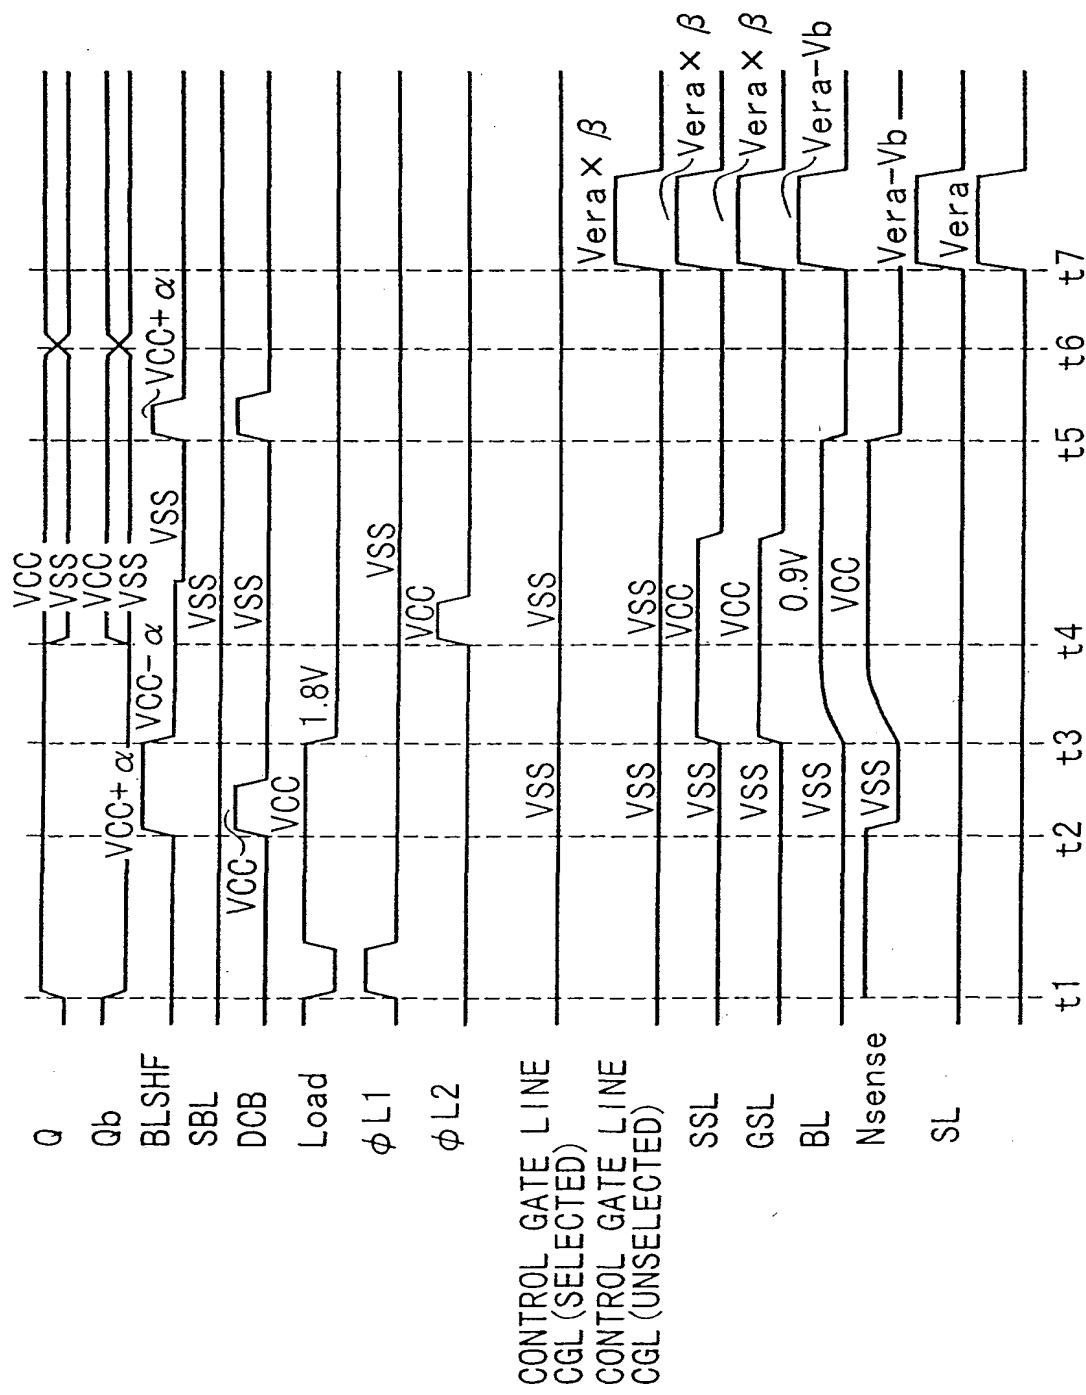 Q
VCC
VSS
Qb
VCC
VSS
BLSHF
VCC+α
VCC-α
VSS
VCC+α
SBL
VSS
DCB
VCC
VSS
Load
VCC
1.8V
φL1
VSS
φL2
VCC
CONTROL GATE LINE
CGL (SELECTED)
VSS
VSS
CONTROL GATE LINE
CGL (UNSELECTED)
VSS
VSS
Vera×β
SSL
VSS
VCC
Vera×β
GSL
VSS
VCC
Vera×β
BL
VSS
0.9V
Vera-Vb
Nsense
VSS
VCC
SL
Vera-Vb
Vera
t1
t2
t3
t4
t5
t6
t7